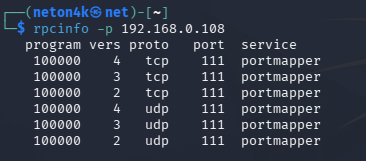 ┌──(neton4k㉿net)-[~]
└─$ rpcinfo -p 192.168.0.108
program vers proto port service
100000 4 tcp 111 portmapper
100000 3 tcp 111 portmapper
100000 2 tcp 111 portmapper
100000 4 udp 111 portmapper
100000 3 udp 111 portmapper
100000 2 udp 111 portmapper